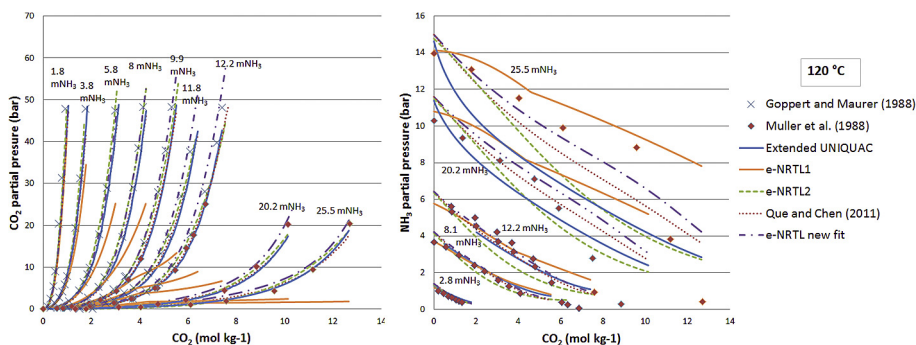 CO2 partial pressure (bar)
60
50
40
30
20
10
0
0
2
4
6
8
10
12
14
CO2 (mol kg-1)
1.8
mNH3
3.8
mNH3
5.8
mNH3
8 mNH3
9.9
mNH3
11.8
mNH3
12.2 mNH3
20.2 mNH3
25.5 mNH3
NH3 partial pressure (bar)
16
14
12
10
8
6
4
2
0
0
2
4
6
8
10
12
14
CO2 (mol kg-1)
25.5 mNH3
20.2 mNH3
12.2 mNH3
8.1
mNH3
2.8 mNH3
120 °C
Goppert and Maurer (1988)
Muller et al. (1988)
Extended UNIQUAC
e-NRTL1
e-NRTL2
Que and Chen (2011)
e-NRTL new fit